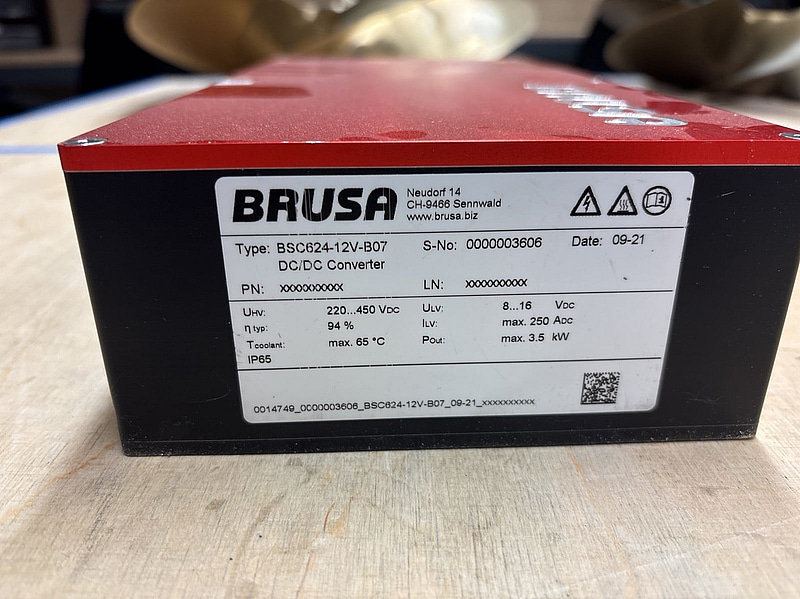 BRUSA
Neudorf 14
CH-9466 Sennwald
www.brusa.biz
Type: BSC624-12V-B07 S-No: 0000003606 Date: 09-21
DC/DC Converter
PN: xxxxxxxxxx LN: xxxxxxxxxx
UHV: 220...450 VDC ULV: 8...16 VDC
η typ: 94 % ILV: max. 250 ADC
Tcoolant: max. 65 °C Pout: max. 3.5 kW
IP65
0014749_0000003606_BSC624-12V-B07_09-21_xxxxxxxxxx